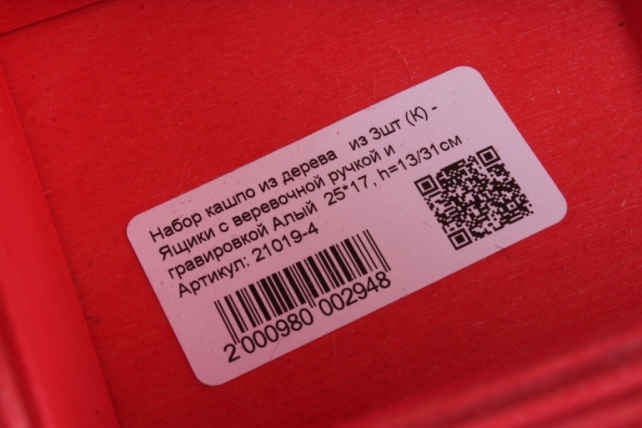 Набор кашпо из дерева из 3шт (К) -
Ящики с веревочной ручкой и
гравировкой Алый 25*17, h=13/31см
Артикул: 21019-4
2 000980 002948